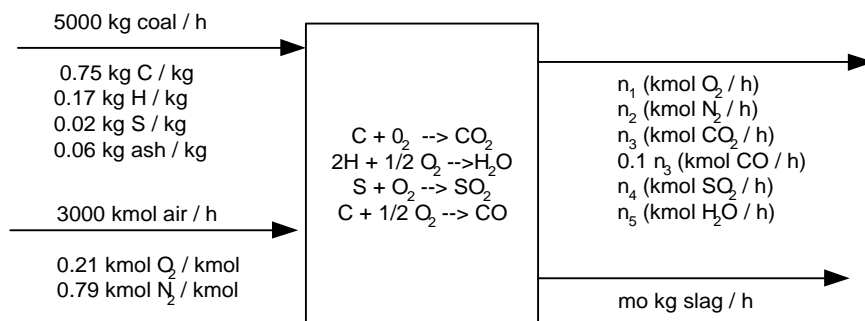 5000 kg coal / h
0.75 kg C / kg
0.17 kg H / kg
0.02 kg S / kg
0.06 kg ash / kg
3000 kmol air / h
0.21 kmol O2 / kmol
0.79 kmol N2 / kmol
C + 02 --> CO2
2H + 1/2 O2 -->H2O
S + O2 --> SO2
C + 1/2 O2 --> CO
n1 (kmol O2 / h)
n2 (kmol N2 / h)
n3 (kmol CO2 / h)
0.1 n3 (kmol CO / h)
n4 (kmol SO2 / h)
n5 (kmol H2O / h)
mo kg slag / h